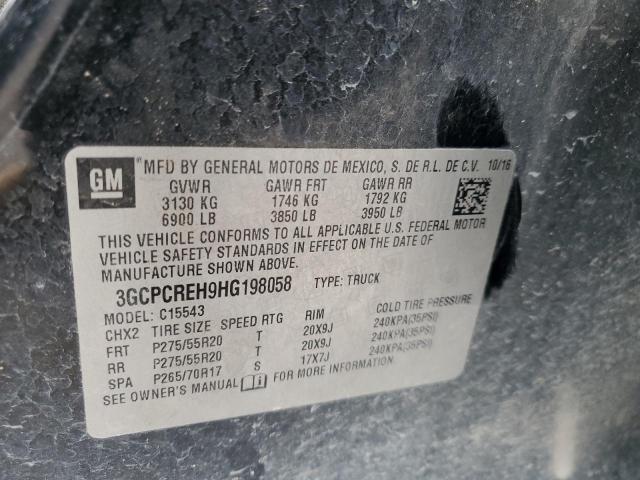 GM MFD BY GENERAL MOTORS DE MEXICO, S. DE R.L. DE C.V. 10/16
GVWR GAWR FRT GAWR RR
3130 KG 1746 KG 1792 KG
6900 LB 3850 LB 3950 LB
THIS VEHICLE CONFORMS TO ALL APPLICABLE U.S. FEDERAL MOTOR
VEHICLE SAFETY STANDARDS IN EFFECT ON THE DATE OF
MANUFACTURE SHOWN ABOVE.
3GCPCREH9HG198058 TYPE: TRUCK
MODEL: C15543
CHX2 TIRE SIZE SPEED RTG RIM COLD TIRE PRESSURE
FRT P275/55R20 T 20X9J 240KPA(35PSI)
RR P275/55R20 T 20X9J 240KPA(35PSI)
SPA P265/70R17 S 17X7J 240KPA(35PSI)
SEE OWNER'S MANUAL FOR MORE INFORMATION.